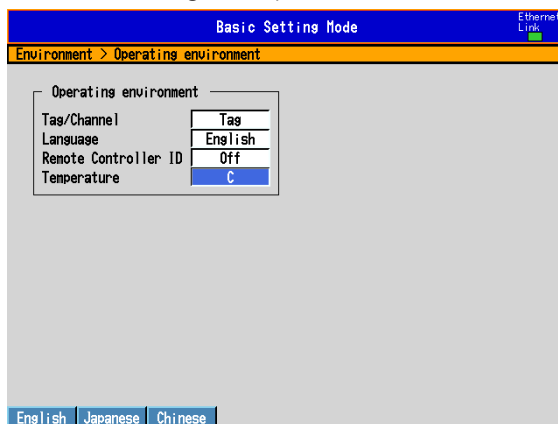 Basic Setting Mode
Ethernet
Link
Environment > Operating environment
Operating environment
Tag/Channel Tag
Language English
Remote Controller ID Off
Temperature C
English Japanese Chinese